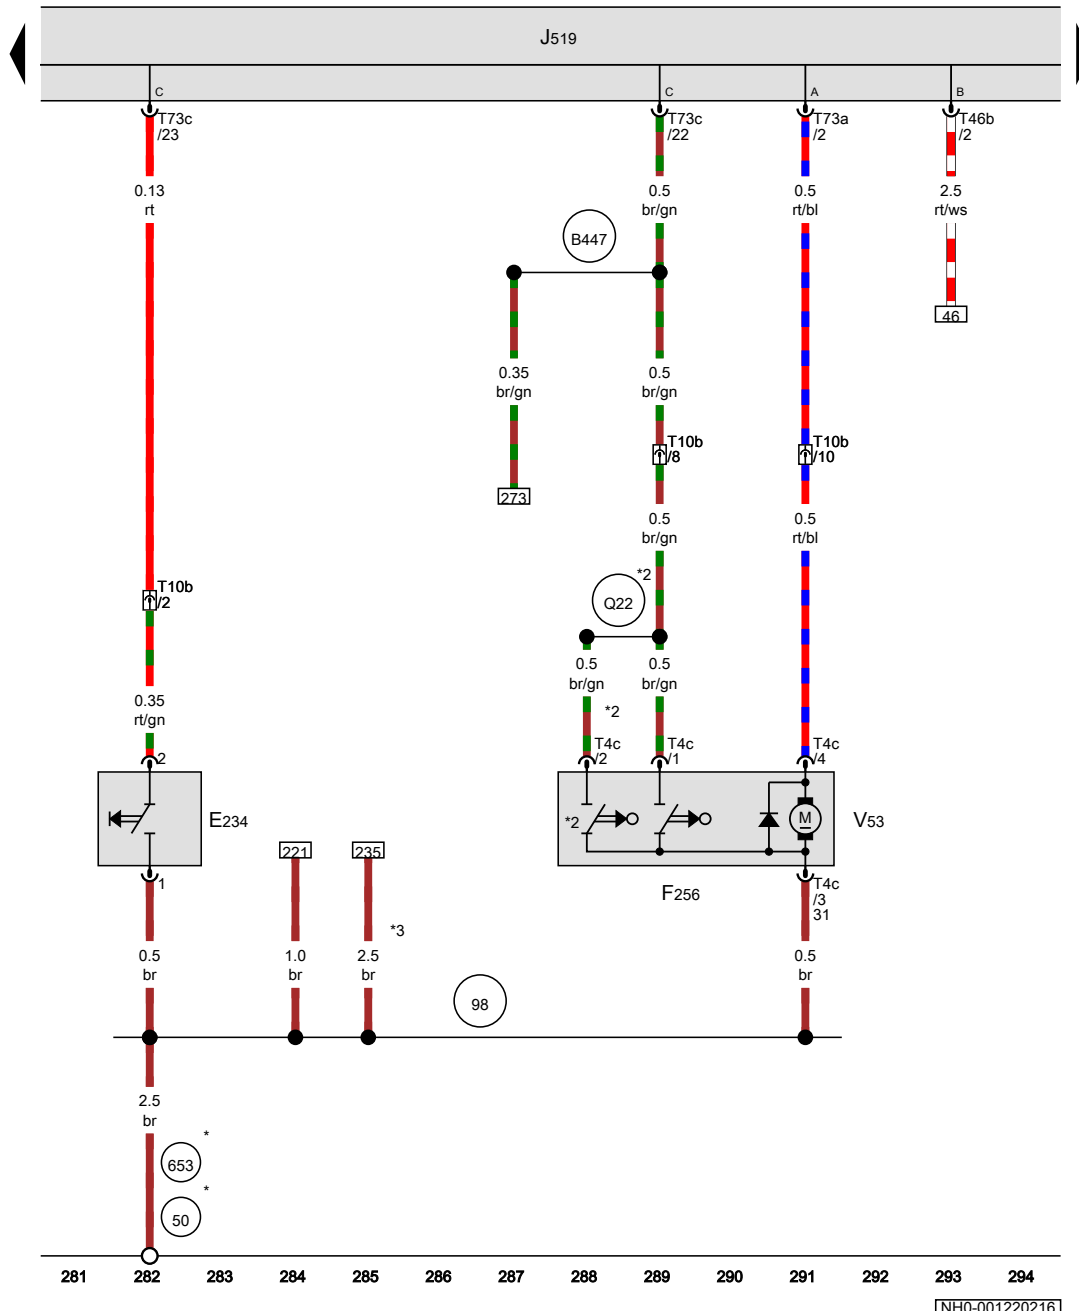 J519
C
C
A
B
T73c
/23
T73c
/22
T73a
/2
T46b
/2
0.13
rt
0.5
br/gn
0.5
rt/bl
2.5
rt/ws
B447
46
0.35
br/gn
0.5
br/gn
T10b
/8
T10b
/10
273
0.5
br/gn
0.5
rt/bl
T10b
/2
*2
Q22
0.5
br/gn
0.5
br/gn
0.35
rt/gn
*2
2
T4c
/2
T4c
/1
T4c
/4
E234
*2
M
V53
221
235
1
F256
T4c
/3
31
*3
0.5
br
1.0
br
2.5
br
0.5
br
98
2.5
br
*
653
*
50
281 282 283 284 285 286 287 288 289 290 291 292 293 294
NH0-001220216